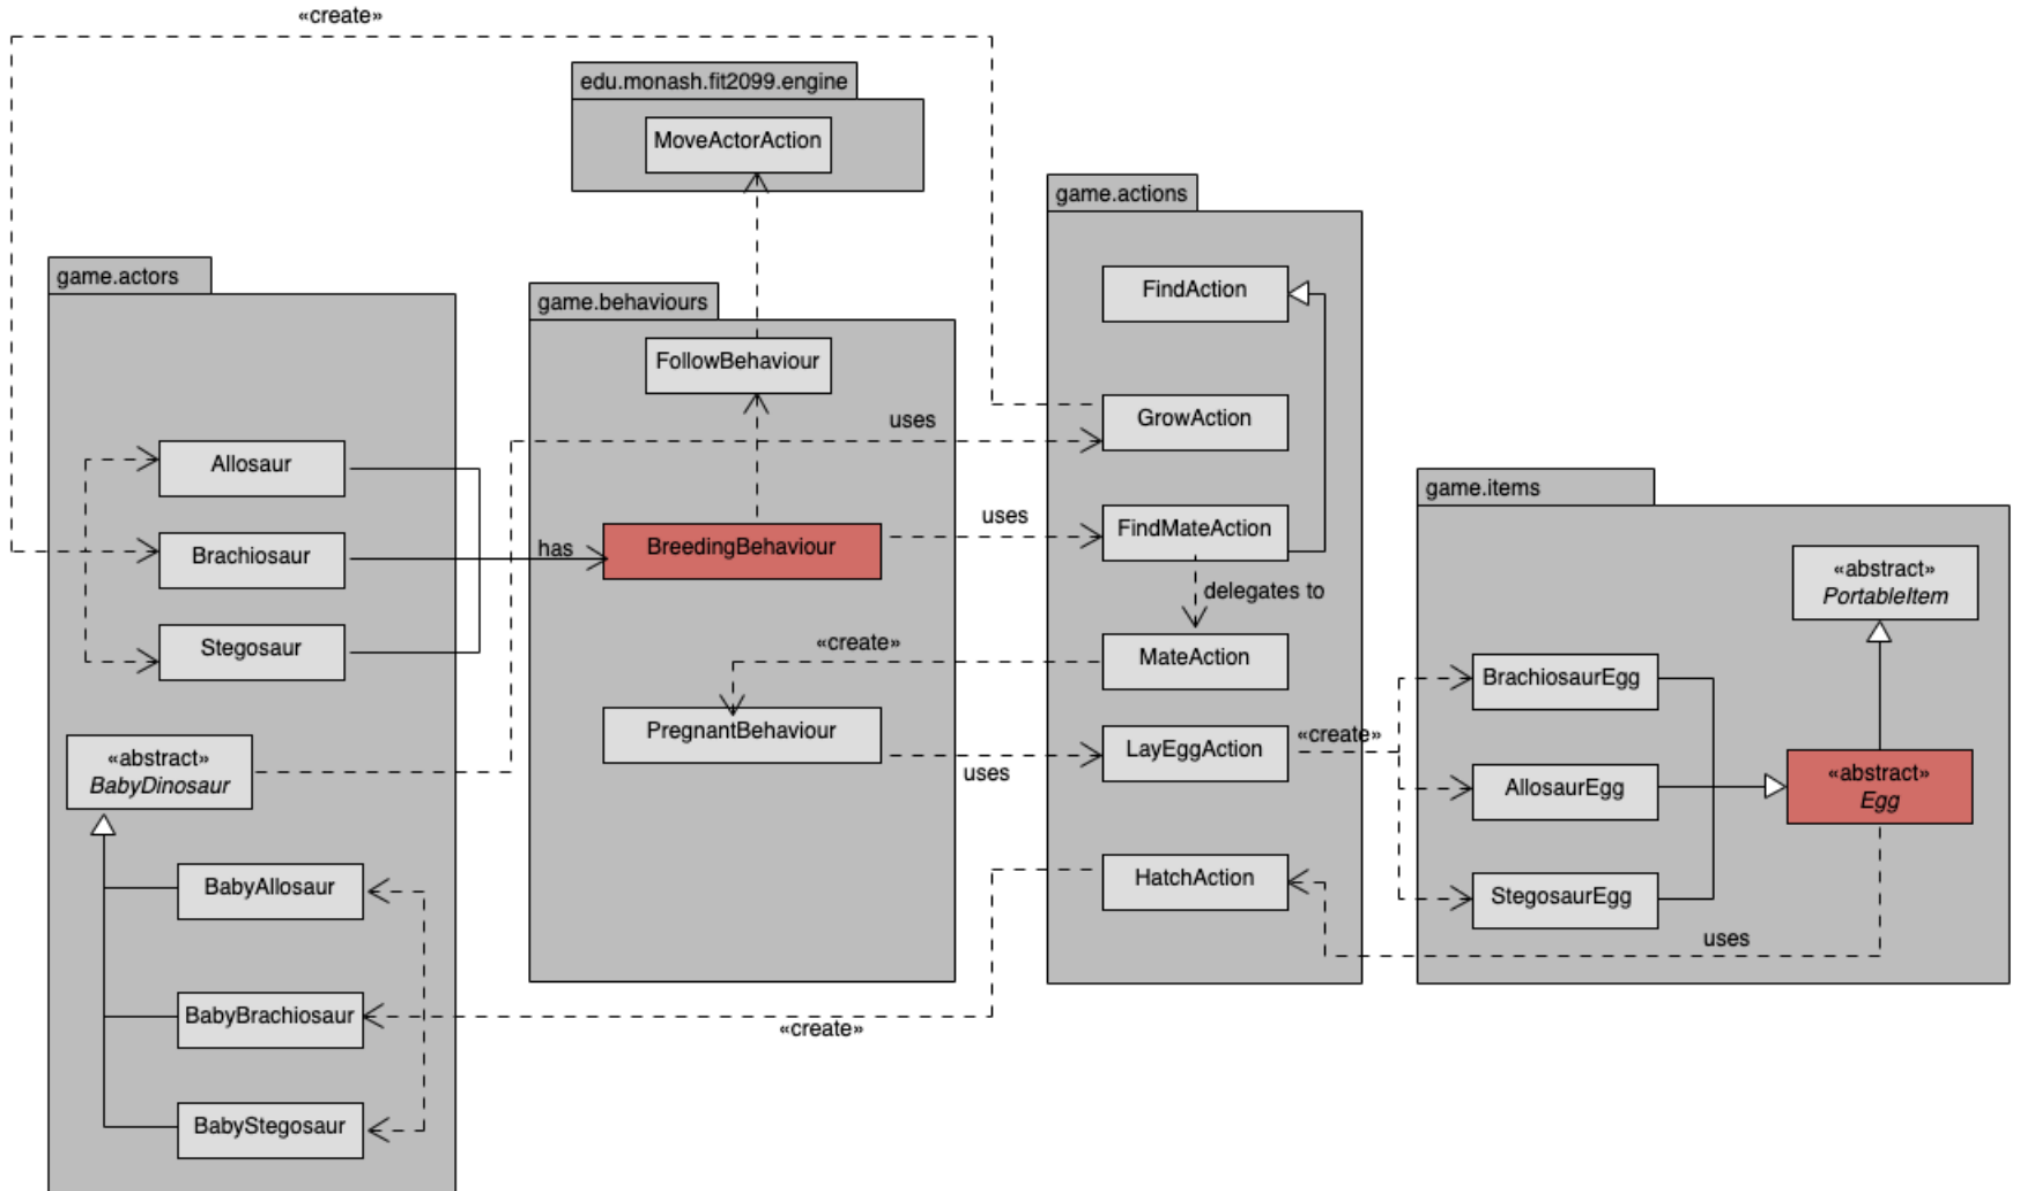 «create»
edu.monash.fit2099.engine
MoveActorAction
game.actions
FindAction
game.actors
game.behaviours
FollowBehaviour
uses
GrowAction
Allosaur
game.items
Brachiosaur
has
BreedingBehaviour
uses
FindMateAction
«abstract»
PortableItem
delegates to
Stegosaur
«create»
MateAction
BrachiosaurEgg
PregnantBehaviour
LayEggAction
«create»
«abstract»
BabyDinosaur
uses
AllosaurEgg
«abstract»
Egg
BabyAllosaur
HatchAction
StegosaurEgg
uses
BabyBrachiosaur
«create»
BabyStegosaur